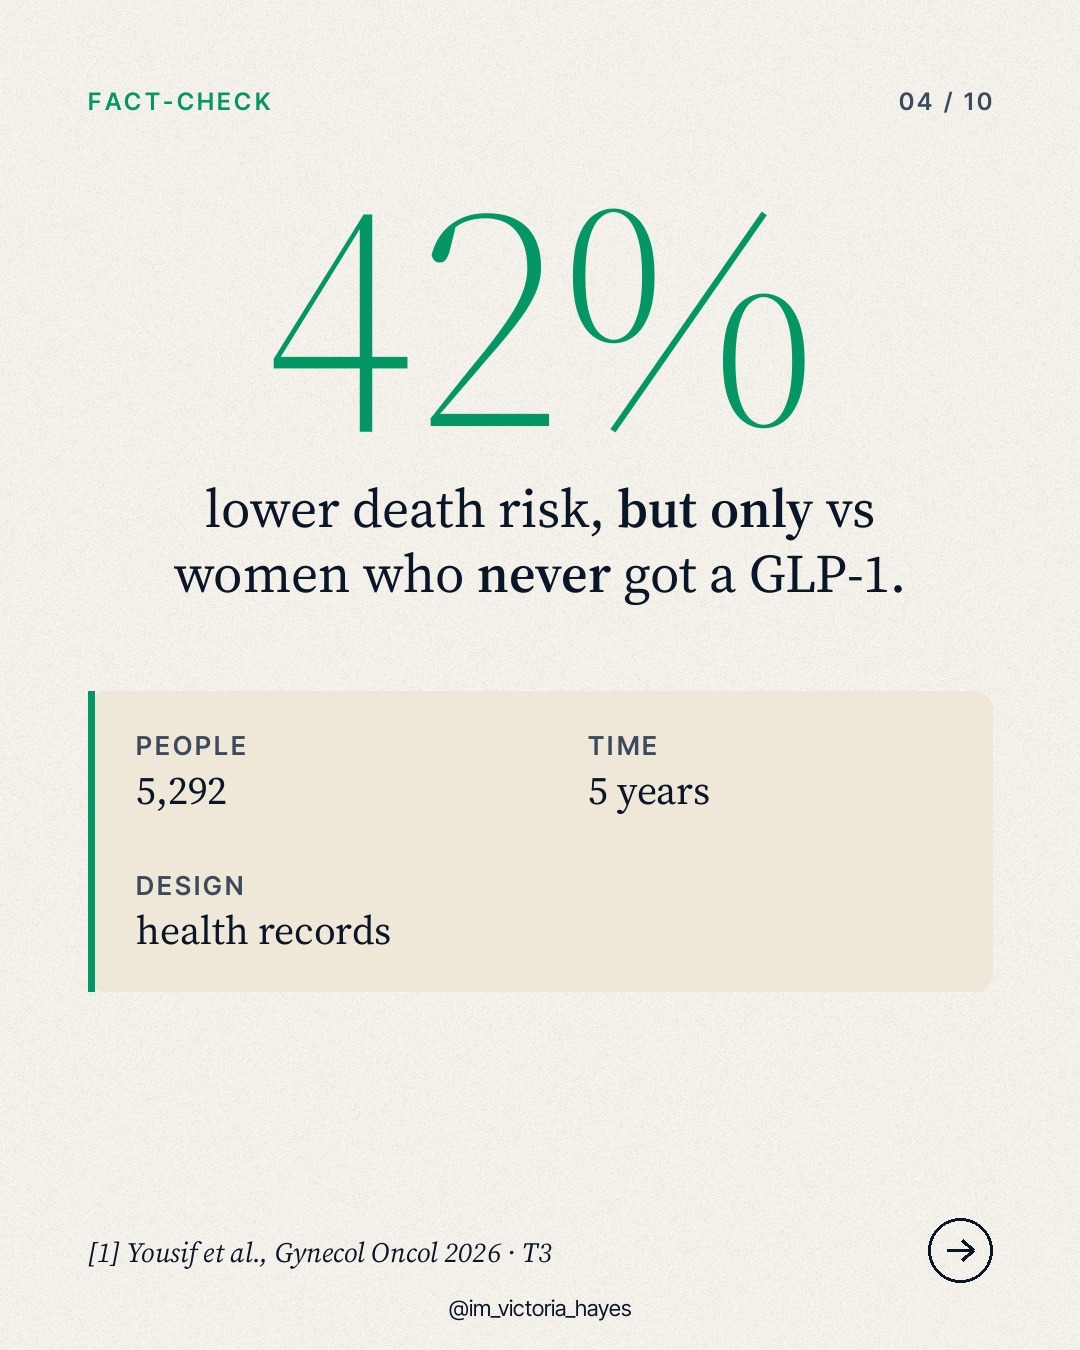 FACT-CHECK
04 / 10
42%
lower death risk, but only vs
women who never got a GLP-1.
PEOPLE
5,292
TIME
5 years
DESIGN
health records
[1] Yousif et al., Gynecol Oncol 2026 · T3
@im_victoria_hayes